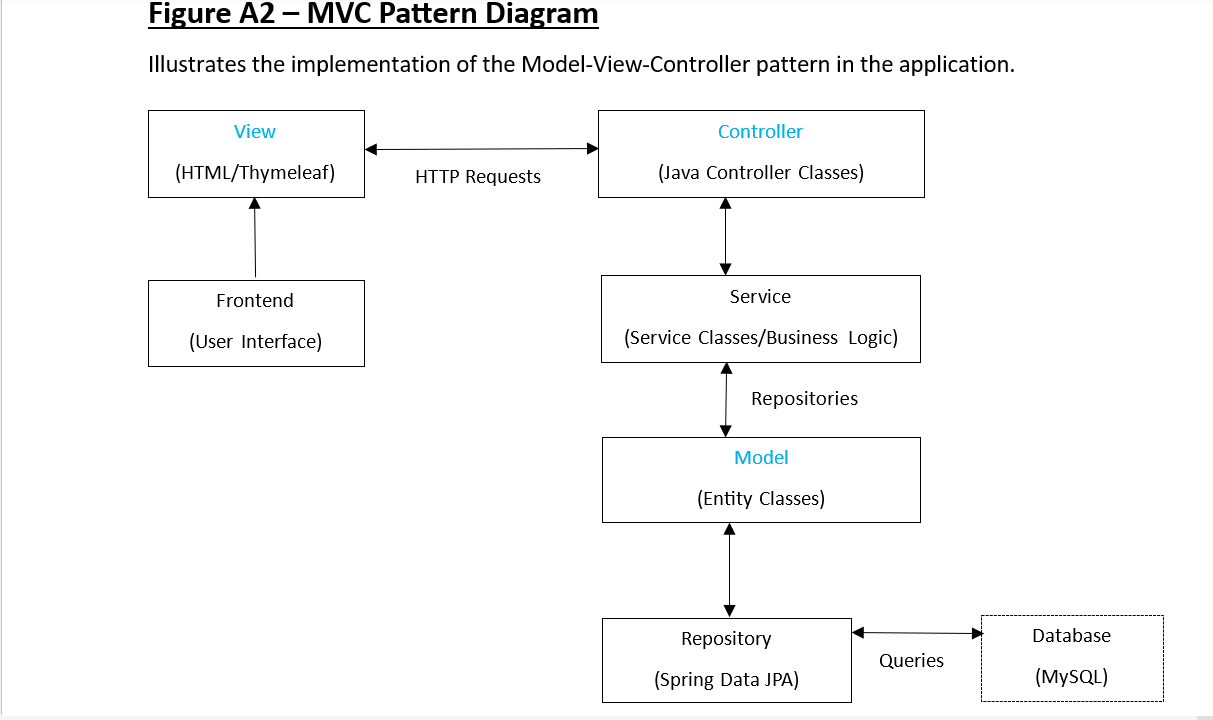 Figure A2 – MVC Pattern Diagram
Illustrates the implementation of the Model-View-Controller pattern in the application.
View
(HTML/Thymeleaf)
HTTP Requests
Controller
(Java Controller Classes)
Frontend
(User Interface)
Service
(Service Classes/Business Logic)
Repositories
Model
(Entity Classes)
Repository
(Spring Data JPA)
Queries
Database
(MySQL)